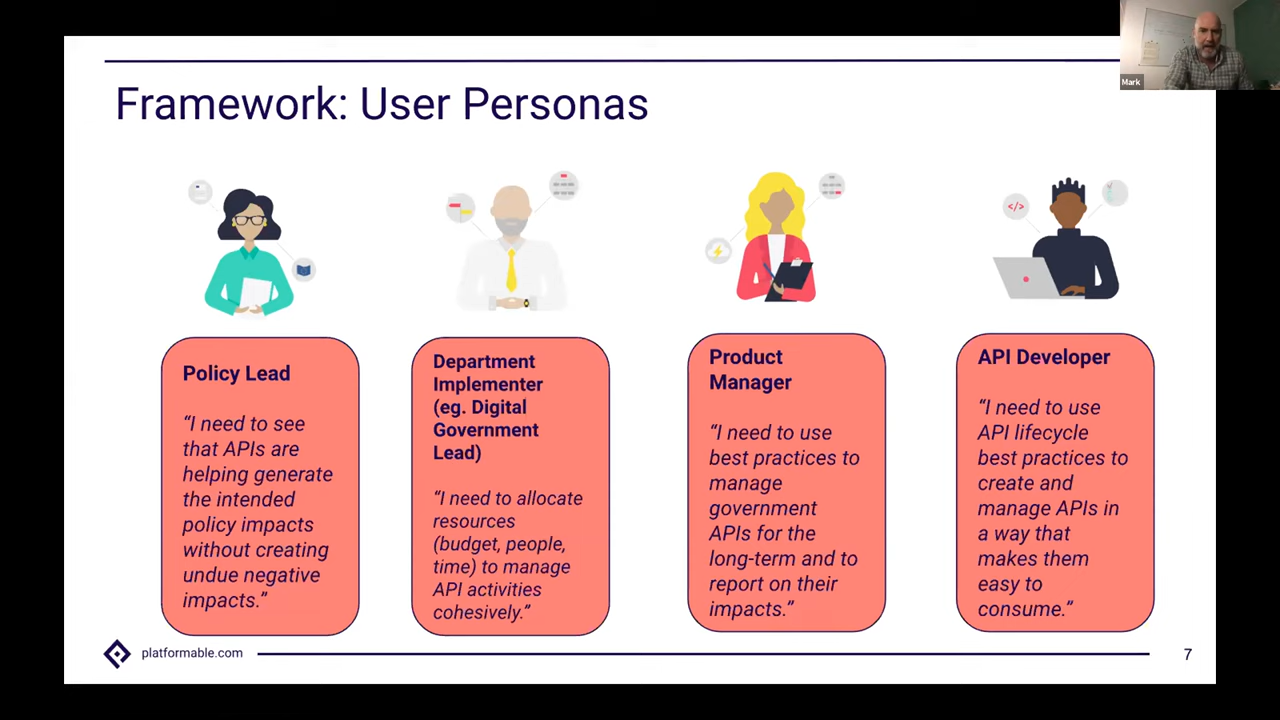 Mark
Framework: User Personas
</>
Policy Lead
“I need to see
that APIs are
helping generate
the intended
policy impacts
without creating
undue negative
impacts.”
Department
Implementer
(eg. Digital
Government
Lead)
“I need to allocate
resources
(budget, people,
time) to manage
API activities
cohesively.”
Product
Manager
“I need to use
best practices to
manage
government
APIs for the
long-term and to
report on their
impacts.”
API Developer
“I need to use
API lifecycle
best practices to
create and
manage APIs in
a way that
makes them
easy to
consume.”
platformable.com
7